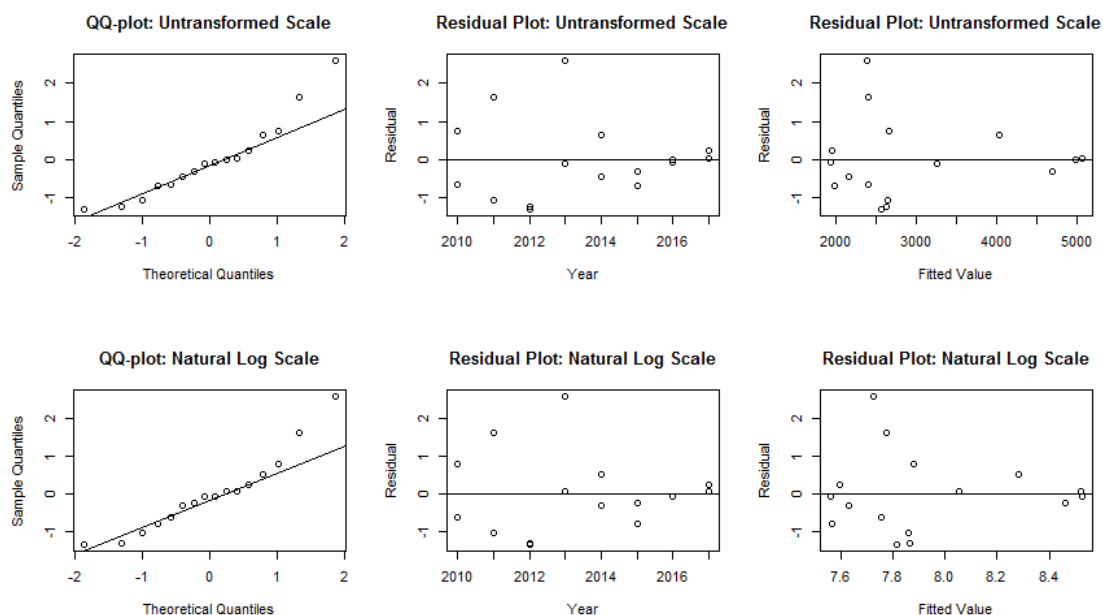 QQ-plot: Untransformed Scale
Sample Quantiles
2
1
0
-1
-2 -1 0 1 2
Theoretical Quantiles
Residual Plot: Untransformed Scale
Residual
2
1
0
-1
2010 2012 2014 2016
Year
Residual Plot: Untransformed Scale
Residual
2
1
0
-1
2000 3000 4000 5000
Fitted Value
QQ-plot: Natural Log Scale
Sample Quantiles
2
1
0
-1
-2 -1 0 1 2
Theoretical Quantiles
Residual Plot: Natural Log Scale
Residual
2
1
0
-1
2010 2012 2014 2016
Year
Residual Plot: Natural Log Scale
Residual
2
1
0
-1
7.6 7.8 8.0 8.2 8.4
Fitted Value